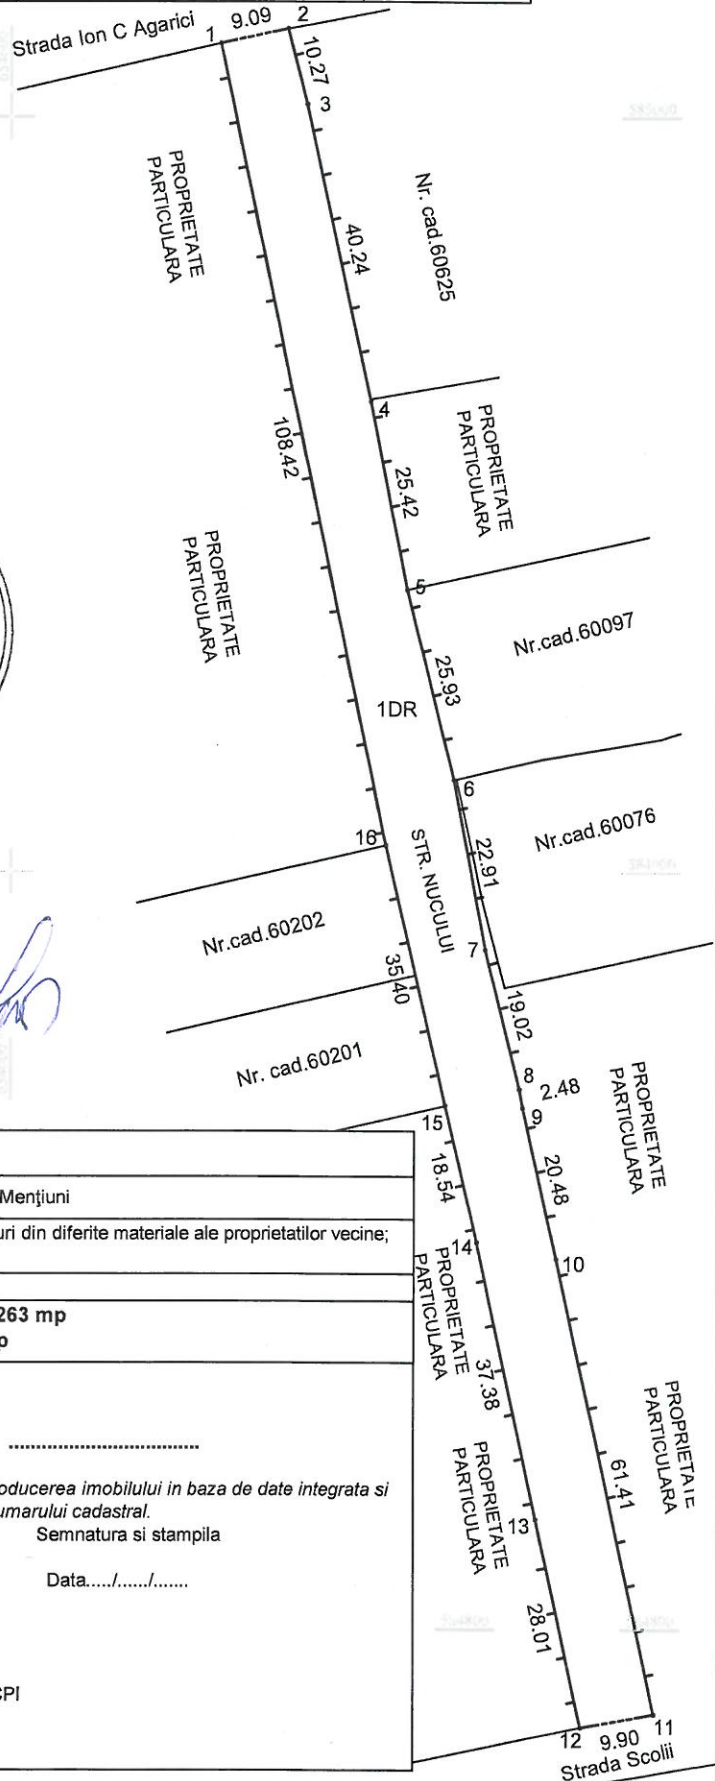 Strada Ion C Agarici
1
9.09
2
10.27
3
PROPRIETATE
PARTICULARA
Nr. cad.60625
40.24
4
PROPRIETATE
PARTICULARA
108.42
25.42
PROPRIETATE
PARTICULARA
5
Nr.cad.60097
25.93
1DR
6
Nr.cad.60076
16
STR. NUCULUI
22.91
Nr.cad.60202
7
35.40
19.02
Nr. cad.60201
8
2.48
9
PROPRIETATE
PARTICULARA
15
18.54
20.48
14
10
PROPRIETATE
PARTICULARA
37.38
PROPRIETATE
PARTICULARA
61.41
PROPRIETATE
PARTICULARA
13
28.01
12
9.90
11
Strada Scolii
Menţiuni
uri din diferite materiale ale proprietatilor vecine;
263 mp
p
....................................
oducerea imobilului in baza de date integrata si
umarului cadastral.
Semnatura si stampila
Data...../....../.......
CPI